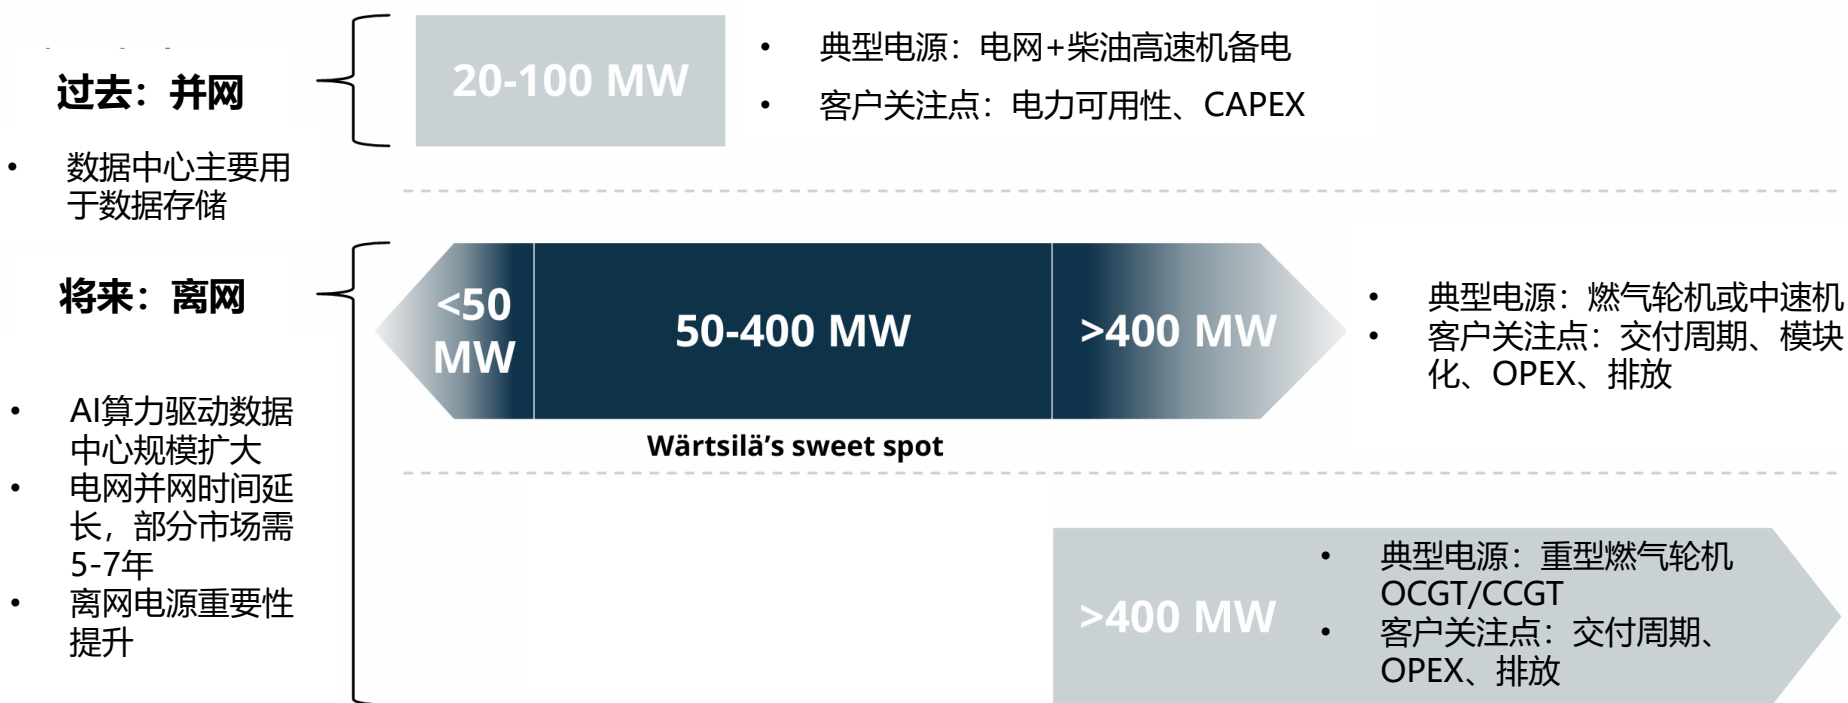 过去：并网
• 数据中心主要用
于数据存储
20-100 MW
• 典型电源：电网+柴油高速机备电
• 客户关注点：电力可用性、CAPEX
将来：离网
• AI算力驱动数据
中心规模扩大
• 电网并网时间延
长，部分市场需
5-7年
• 离网电源重要性
提升
<50
MW
50-400 MW
>400 MW
Wärtsilä’s sweet spot
• 典型电源：燃气轮机或中速机
• 客户关注点：交付周期、模块
化、OPEX、排放
>400 MW
• 典型电源：重型燃气轮机
OCGT/CCGT
• 客户关注点：交付周期、
OPEX、排放